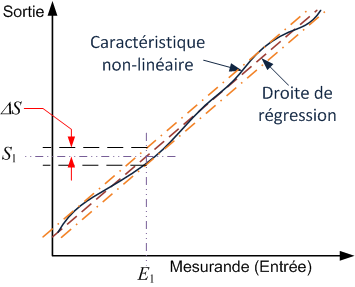 Sortie
Caractéristique
non-linéaire
Droite de
régression
ΔS
S1
E1
Mesurande (Entrée)